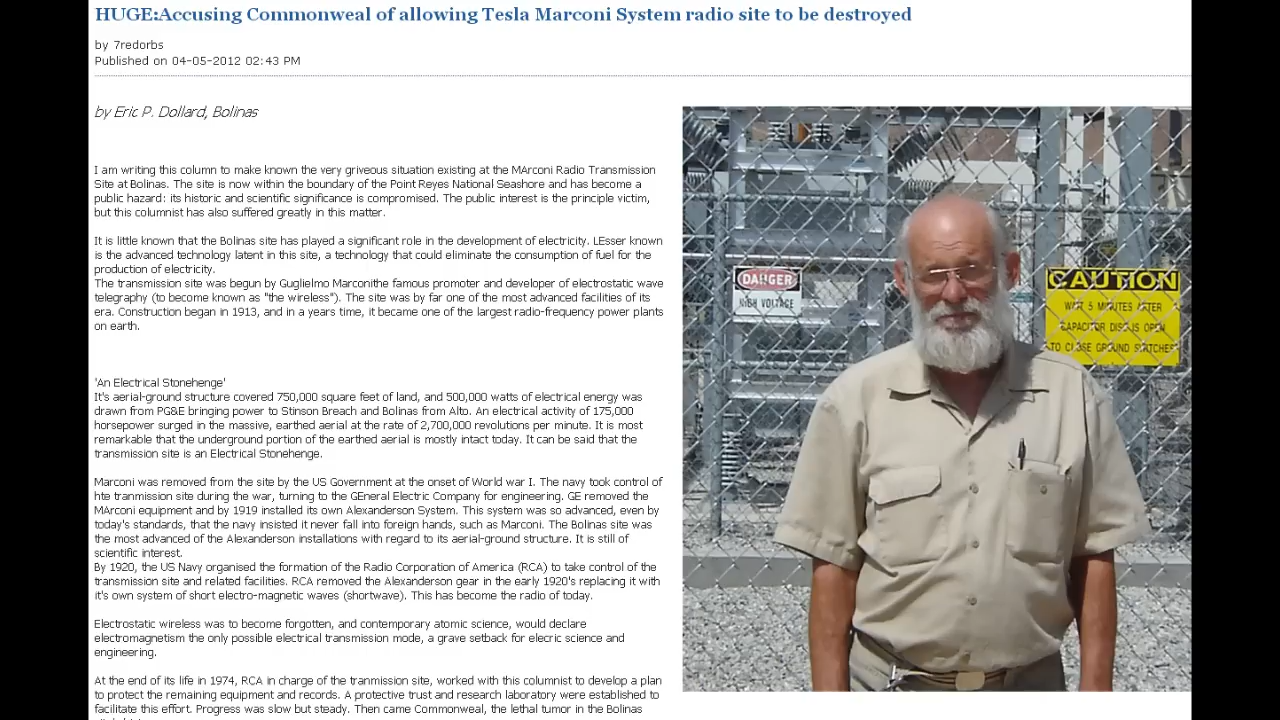 HUGE:Accusing Commonweal of allowing Tesla Marconi System radio site to be destroyed
by 7redorbs
Published on 04-05-2012 02:43 PM
by Eric P. Dollard, Bolinas
I am writing this column to make known the very griveous situation existing at the MArconi Radio Transmission
Site at Bolinas. The site is now within the boundary of the Point Reyes National Seashore and has become a
public hazard: its historic and scientific significance is compromised. The public interest is the principle victim,
but this columnist has also suffered greatly in this matter.
It is little known that the Bolinas site has played a significant role in the development of electricity. LEsser known
is the advanced technology latent in this site, a technology that could eliminate the consumption of fuel for the
production of electricity.
The transmission site was begun by Guglielmo Marconithe famous promoter and developer of electrostatic wave
telegraphy (to become known as "the wireless"). The site was by far one of the most advanced facilities of its
era. Construction began in 1913, and in a years time, it became one of the largest radio-frequency power plants
on earth.
'An Electrical Stonehenge'
It's aerial-ground structure covered 750,000 square feet of land, and 500,000 watts of electrical energy was
drawn from PG&E bringing power to Stinson Breach and Bolinas from Alto. An electrical activity of 175,000
horsepower surged in the massive, earthed aerial at the rate of 2,700,000 revolutions per minute. It is most
remarkable that the underground portion of the earthed aerial is mostly intact today. It can be said that the
transmission site is an Electrical Stonehenge.
Marconi was removed from the site by the US Government at the onset of World war I. The navy took control of
hte tranmission site during the war, turning to the GEneral Electric Company for engineering. GE removed the
MArconi equipment and by 1919 installed its own Alexanderson System. This system was so advanced, even by
today's standards, that the navy insisted it never fall into foreign hands, such as Marconi. The Bolinas site was
the most advanced of the Alexanderson installations with regard to its aerial-ground structure. It is still of
scientific interest.
By 1920, the US Navy organised the formation of the Radio Corporation of America (RCA) to take control of the
transmission site and related facilities. RCA removed the Alexanderson gear in the early 1920's replacing it with
it's own system of short electro-magnetic waves (shortwave). This has become the radio of today.
Electrostatic wireless was to become forgotten, and contemporary atomic science, would declare
electromagnetism the only possible electrical transmission mode, a grave setback for elecric science and
engineering.
At the end of its life in 1974, RCA in charge of the tranmission site, worked with this columnist to develop a plan
to protect the remaining equipment and records. A protective trust and research laboratory were established to
facilitate this effort. Progress was slow but steady. Then came Commonweal, the lethal tumor in the Bolinas
DANGER
HIGH VOLTAGE
CAUTION
WAIT 5 MINUTES AFTER
CAPACITOR DISC IS OPEN
TO CLOSE GROUND SWITCHES